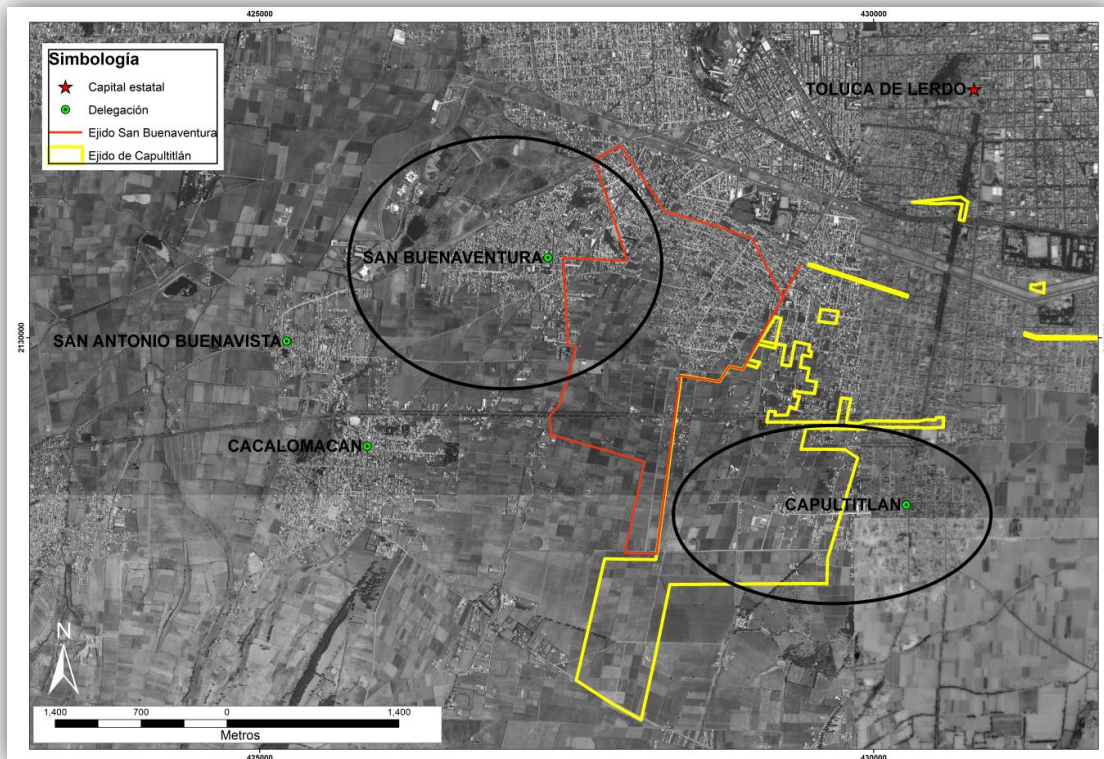 425000
430000
Simbología
Capital estatal
Delegación
Ejido San Buenaventura
Ejido de Capultitlán
TOLUCA DE LERDO
SAN BUENAVENTURA
2130000
SAN ANTONIO BUENAVISTA
CACALOMACAN
CAPULTITLAN
N
1,400 700 0 1,400
Metros
425000
430000